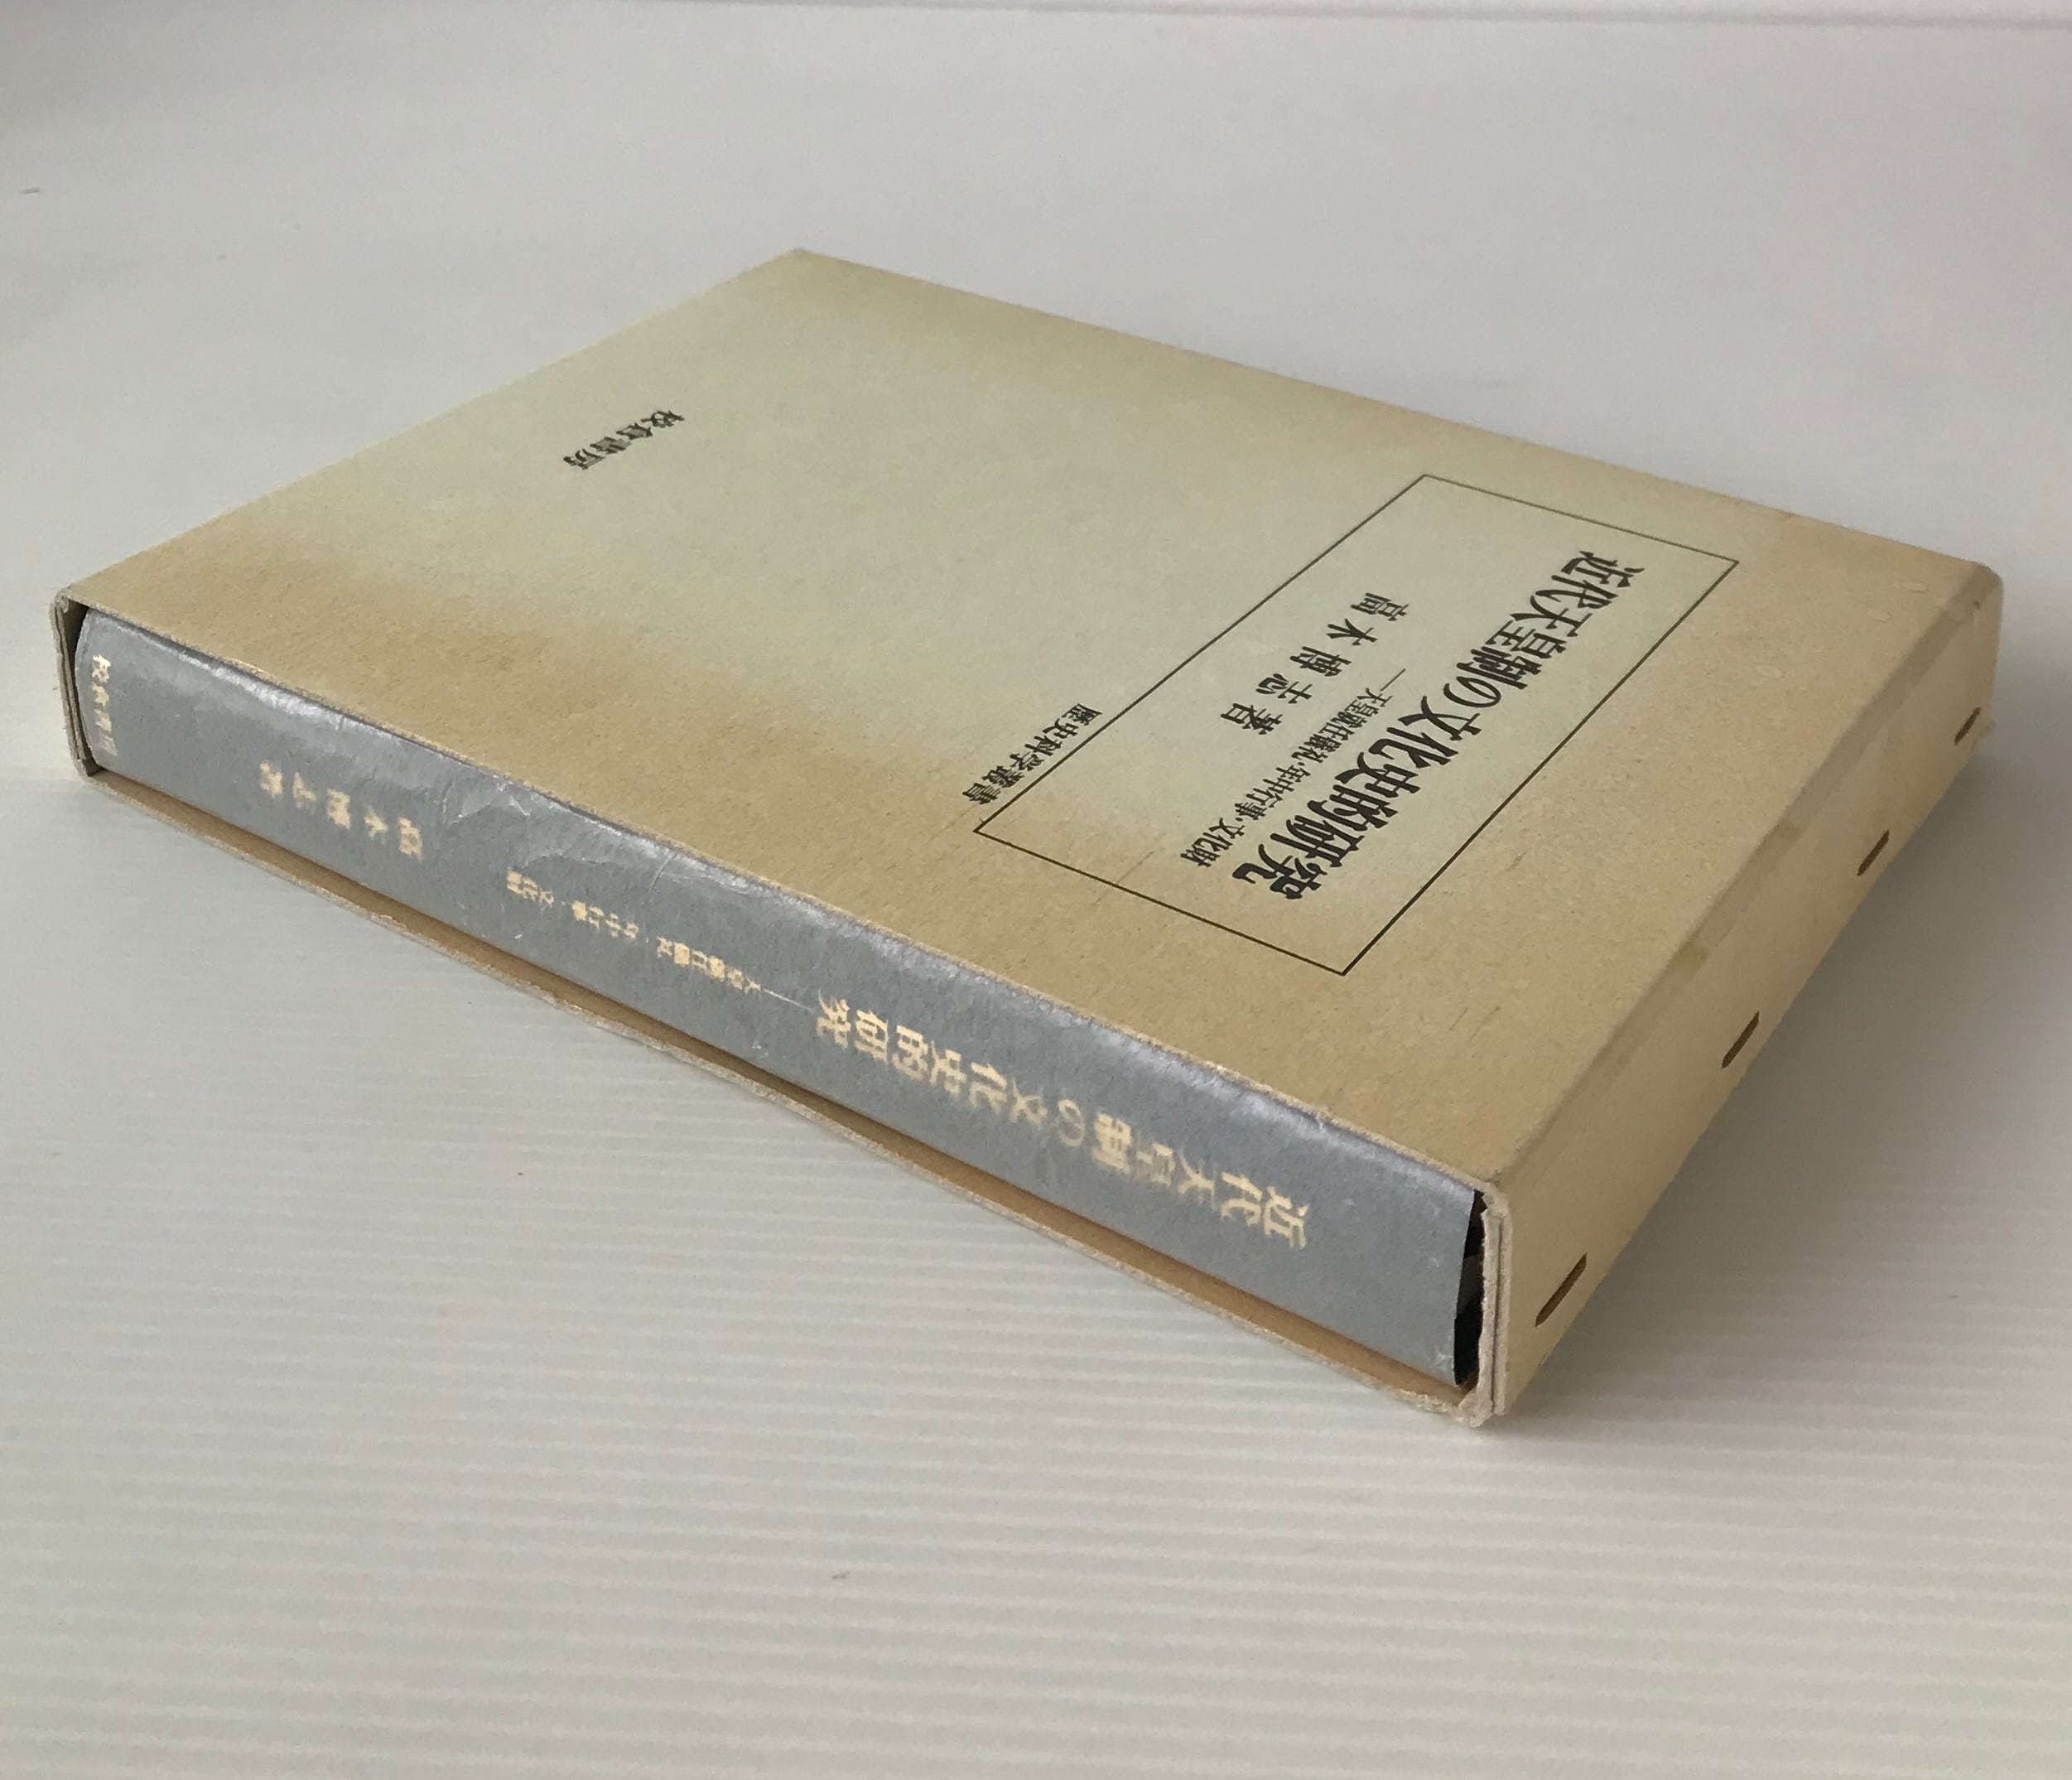 近代天皇制の文化史的研究
―天皇就任儀礼・年中行事・文化財
高木博志著
歴史科学叢書
校倉書房
近代天皇制の文化史的研究
―天皇就任儀礼・年中行事・文化財
高木博志著
校倉書房